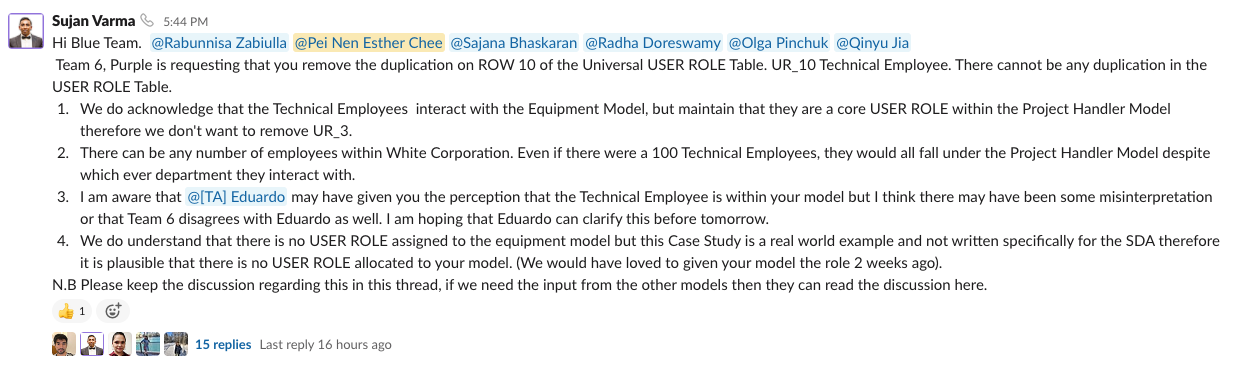 Sujan Varma 5:44 PM
Hi Blue Team. @Rabunnisa Zabiulla @Pei Nen Esther Chee @Sajana Bhaskaran @Radha Doreswamy @Olga Pinchuk @Qinyu Jia
Team 6, Purple is requesting that you remove the duplication on ROW 10 of the Universal USER ROLE Table. UR_10 Technical Employee. There cannot be any duplication in the
USER ROLE Table.
1. We do acknowledge that the Technical Employees interact with the Equipment Model, but maintain that they are a core USER ROLE within the Project Handler Model
therefore we don't want to remove UR_3.
2. There can be any number of employees within White Corporation. Even if there were a 100 Technical Employees, they would all fall under the Project Handler Model despite
which ever department they interact with.
3. I am aware that @[TA] Eduardo may have given you the perception that the Technical Employee is within your model but I think there may have been some misinterpretation
or that Team 6 disagrees with Eduardo as well. I am hoping that Eduardo can clarify this before tomorrow.
4. We do understand that there is no USER ROLE assigned to the equipment model but this Case Study is a real world example and not written specifically for the SDA therefore
it is plausible that there is no USER ROLE allocated to your model. (We would have loved to given your model the role 2 weeks ago).
N.B Please keep the discussion regarding this in this thread, if we need the input from the other models then they can read the discussion here.
1
15 replies Last reply 16 hours ago